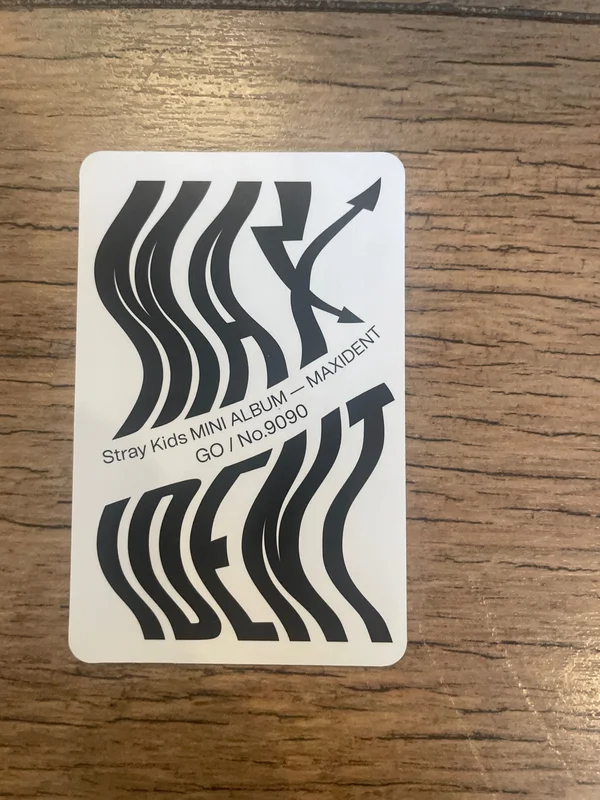 MAX
Stray Kids MINI ALBUM — MAXIDENT
GO / No.9090
IDENT